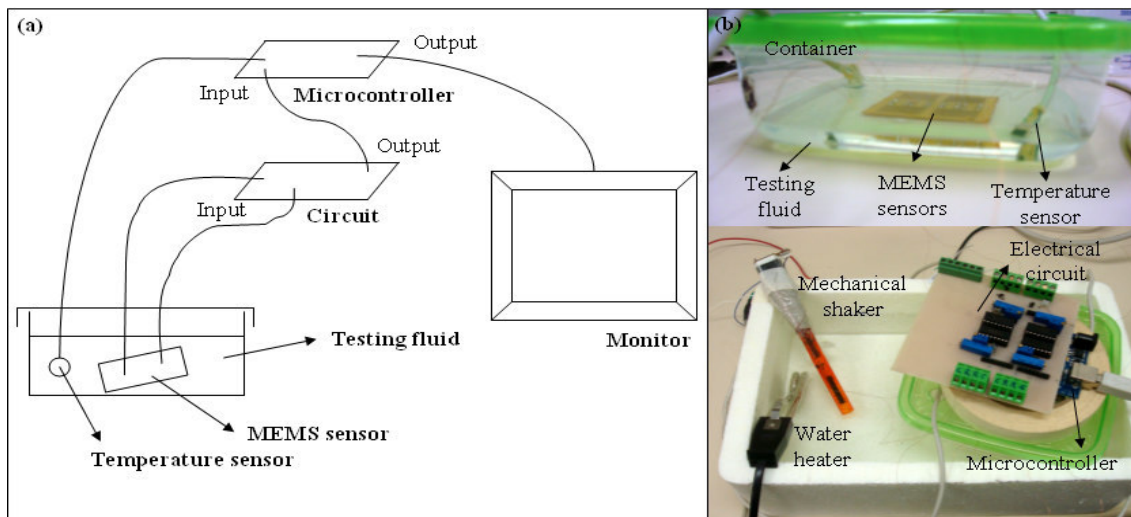 (a)
Output
Input
Microcontroller
Output
Input
Circuit
Testing fluid
Monitor
MEMS sensor
Temperature sensor
(b)
Container
Testing
fluid
MEMS
sensors
Temperature
sensor
Electrical
circuit
Mechanical
shaker
Water
heater
Microcontroller